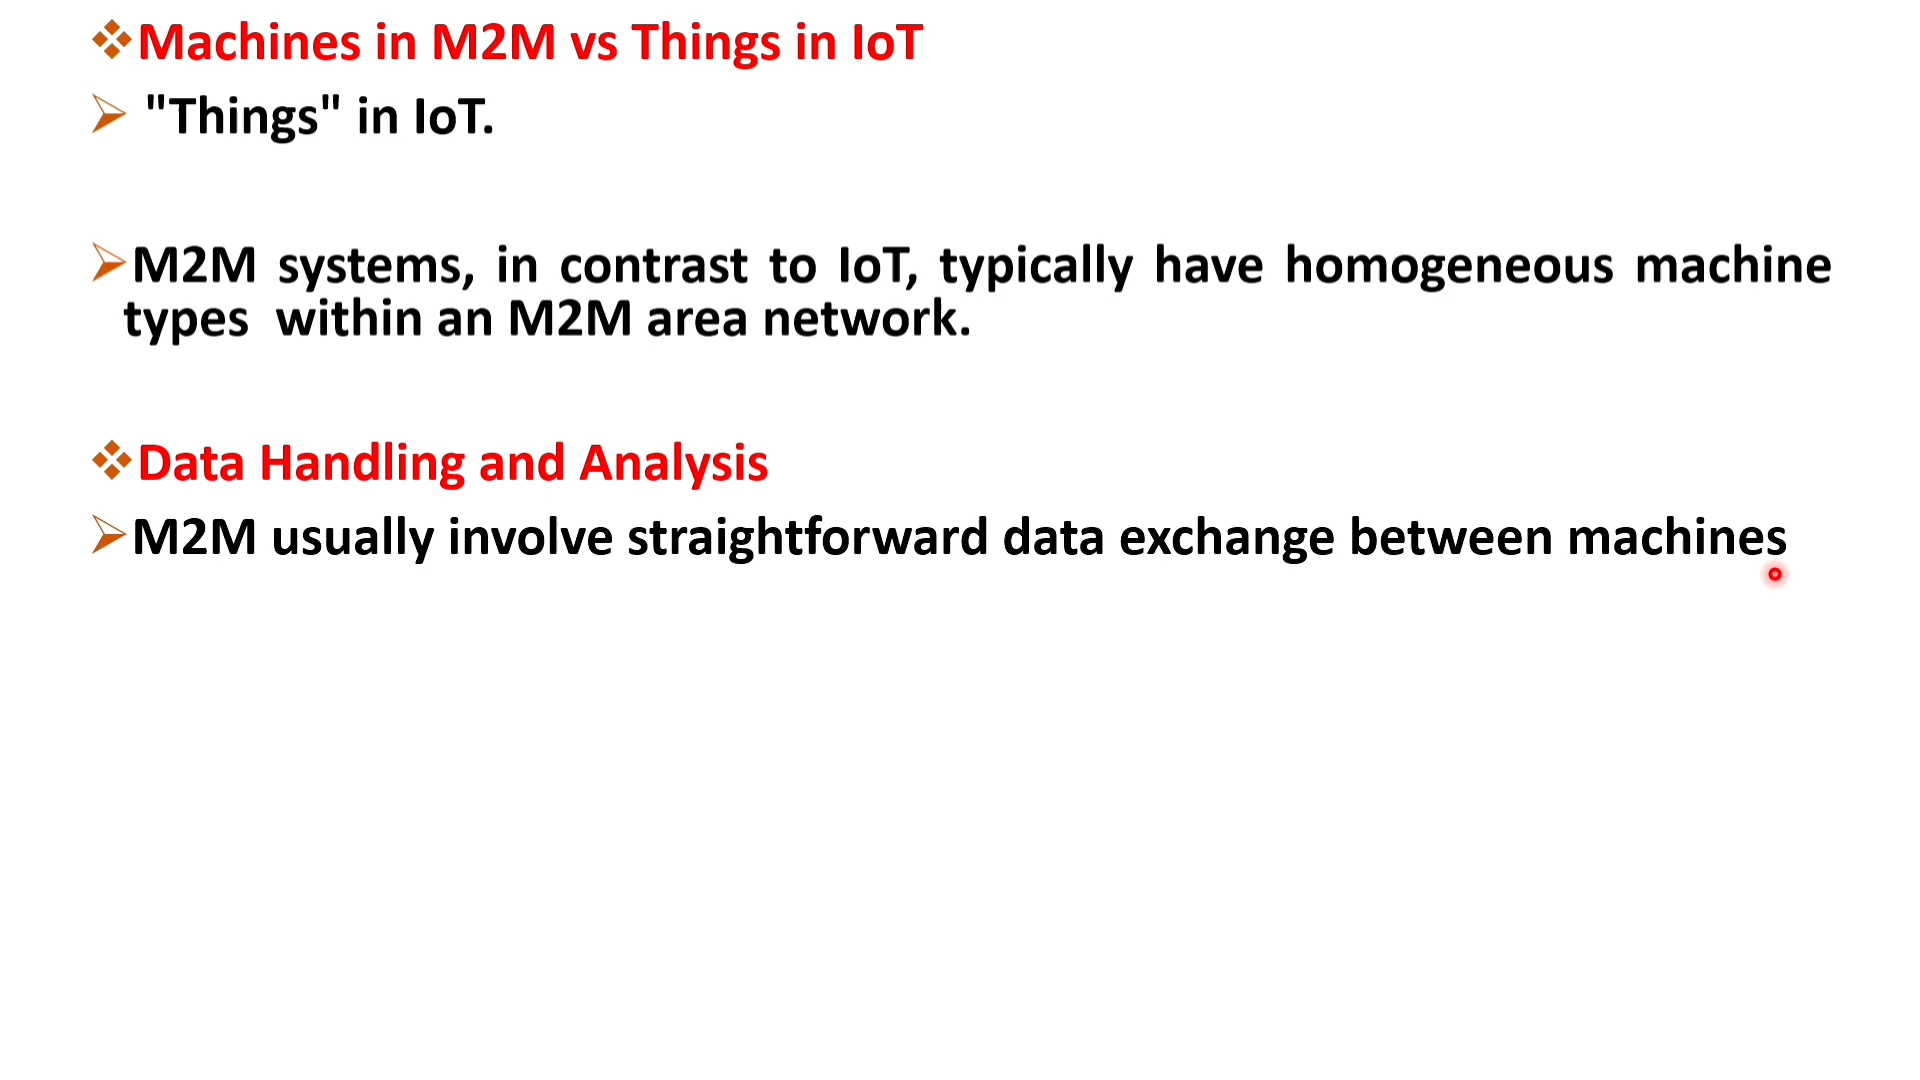 Machines in M2M vs Things in IoT
"Things" in IoT.
M2M systems, in contrast to IoT, typically have homogeneous machine
types within an M2M area network.
Data Handling and Analysis
M2M usually involve straightforward data exchange between machines